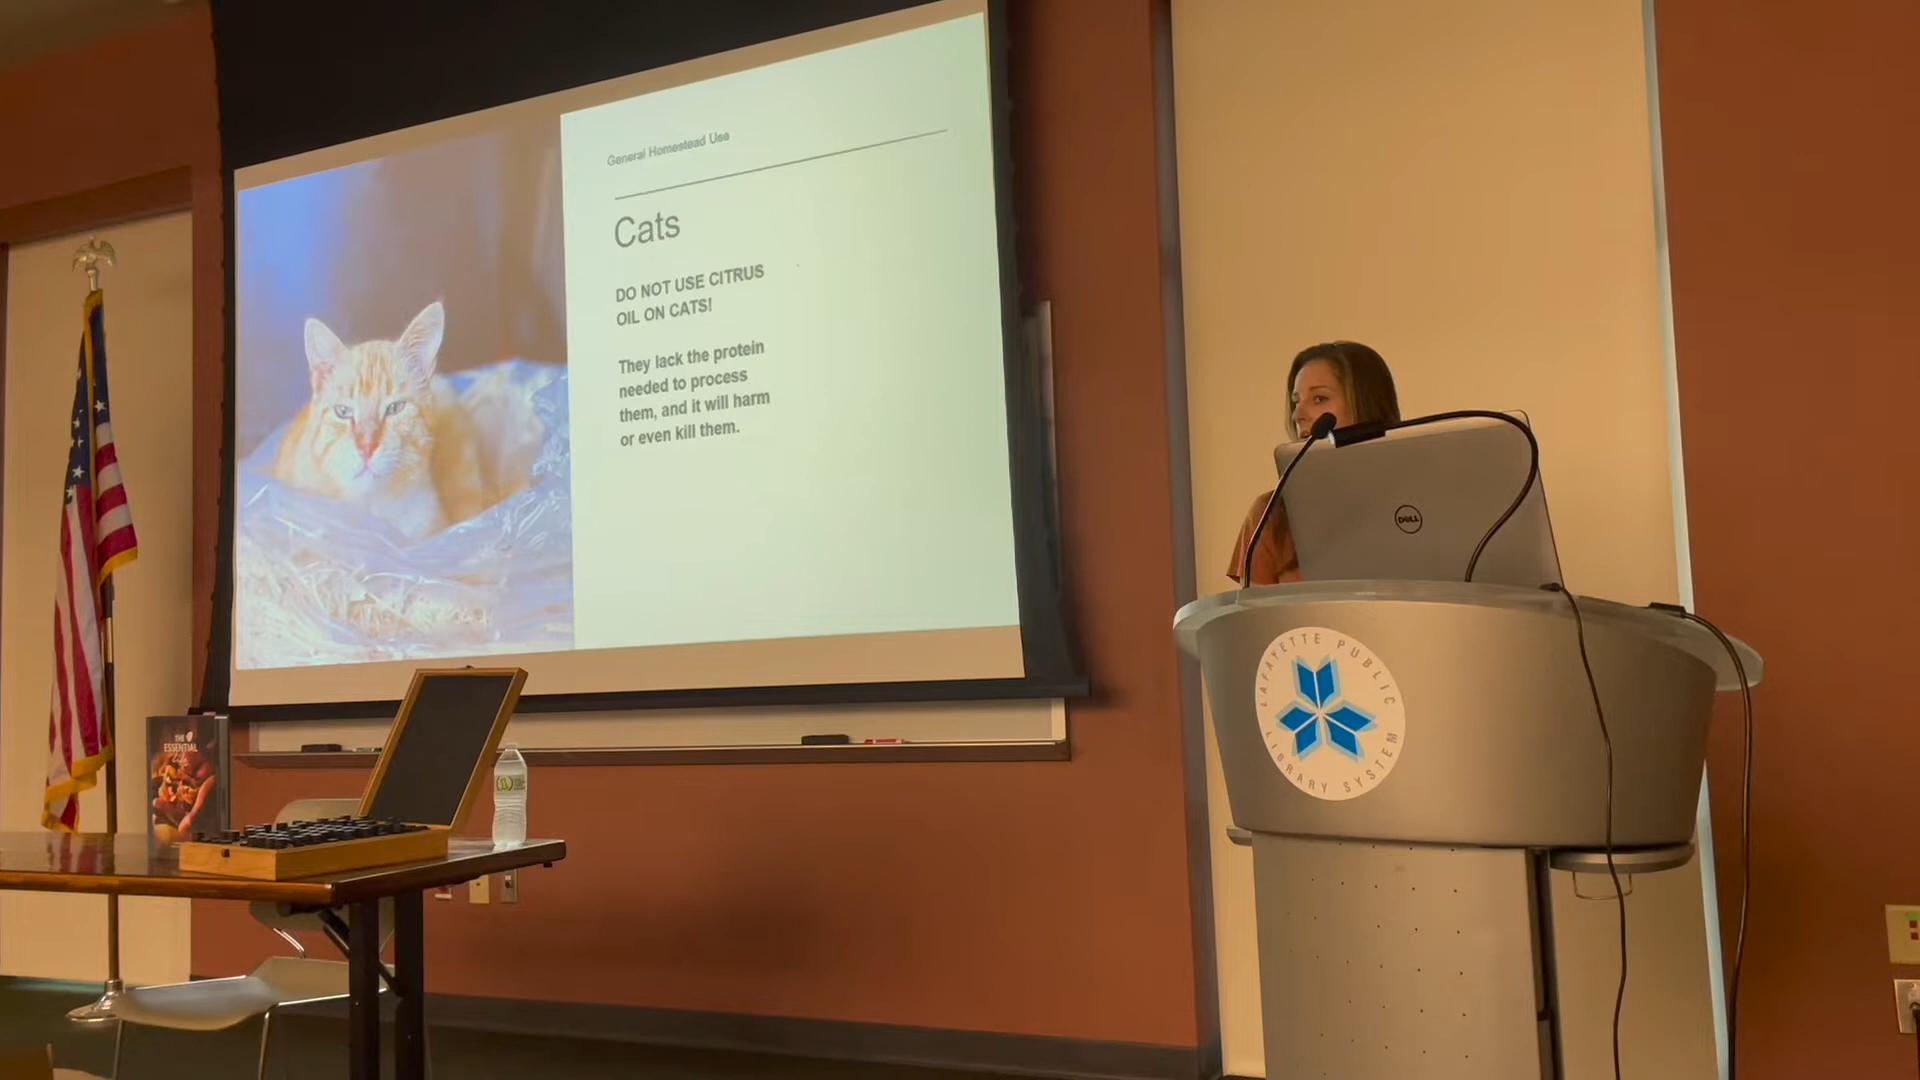 General Homestead Use
Cats
DO NOT USE CITRUS
OIL ON CATS!
They lack the protein
needed to process
them, and it will harm
or even kill them.
THE
ESSENTIAL
life
DELL
LAFAYETTE PUBLIC
LIBRARY SYSTEM